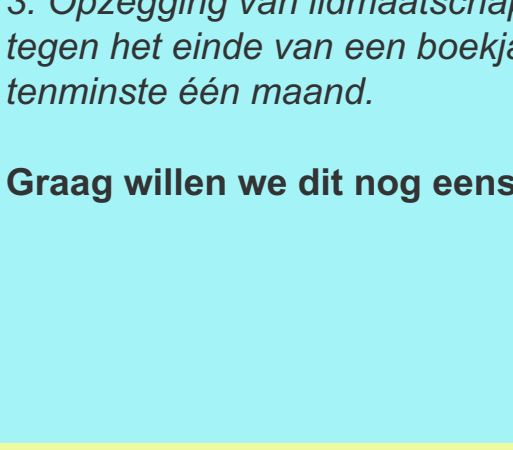 3. Opzegging van lidmaatschap
tegen het einde van een boekja
tenminste één maand.
Graag willen we dit nog eens